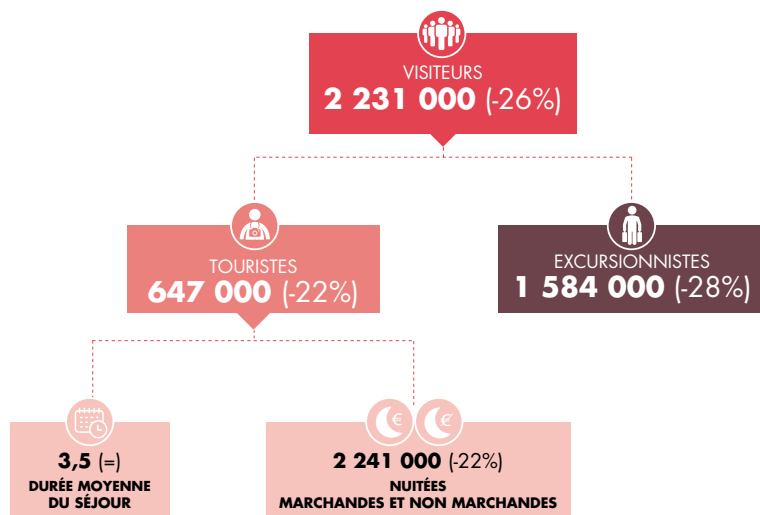 VISITEURS
2 231 000 (-26%)
TOURISTES
647 000 (-22%)
EXCURSIONNISTES
1 584 000 (-28%)
3,5 (=)
DURÉE MOYENNE
DU SÉJOUR
€ €
2 241 000 (-22%)
NUITÉES
MARCHANDES ET NON MARCHANDES